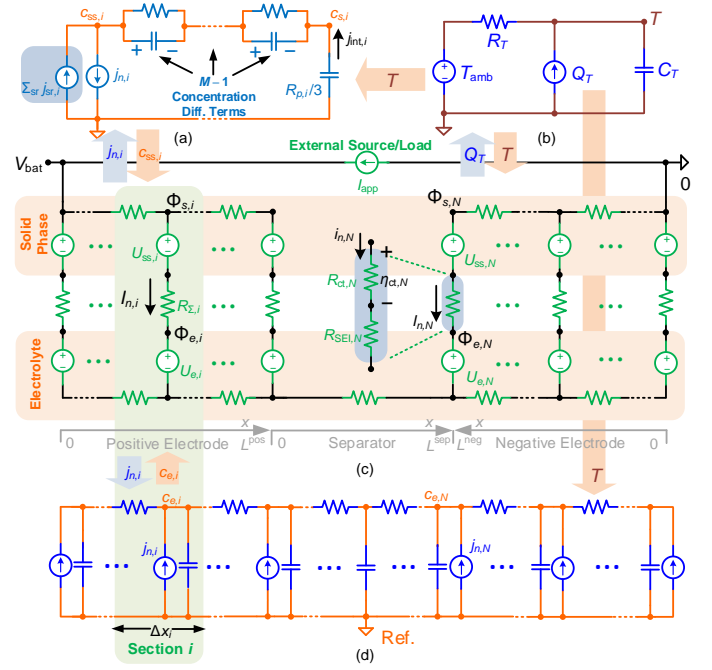 c_ss,i
c_s,i
j_int,i
+
−
+
−
Σ_sr j_sr,i
j_n,i
M − 1
Concentration
Diff. Terms
R_p,i/3
(a)
T
R_T
T_amb
Q_T
C_T
T
(b)
j_n,i
c_ss,i
External Source/Load
Q_T
T
V_bat
I_app
0
Φ_s,i
Φ_s,N
Solid
Phase
U_ss,i
i_n,N
+
U_ss,N
I_n,i
R_Σ,i
R_ct,N
η_ct,N
−
I_n,N
R_SEI,N
Φ_e,i
Φ_e,N
Electrolyte
U_e,i
U_e,N
x
x
x
0
Positive Electrode
L^pos
0
Separator
L^sep
L^neg
Negative Electrode
0
(c)
j_n,i
c_e,i
T
c_e,i
c_e,N
j_n,i
j_n,N
Δx_i
Ref.
Section i
(d)